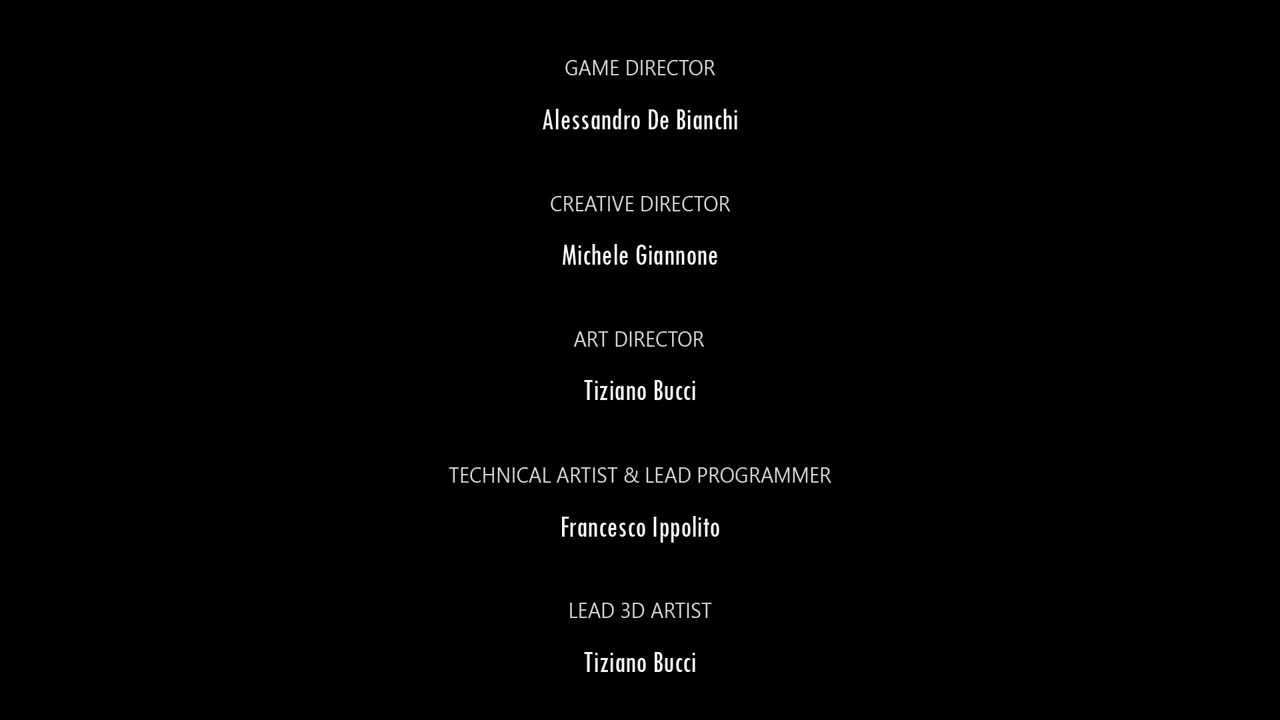 GAME DIRECTOR
Alessandro De Bianchi
CREATIVE DIRECTOR
Michele Giannone
ART DIRECTOR
Tiziano Bucci
TECHNICAL ARTIST & LEAD PROGRAMMER
Francesco Ippolito
LEAD 3D ARTIST
Tiziano Bucci